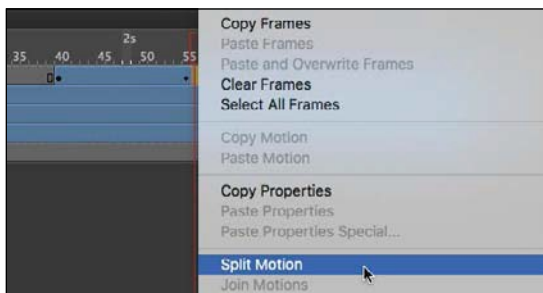 2s
35 40 45 50 55
Copy Frames
Paste Frames
Paste and Overwrite Frames
Clear Frames
Select All Frames
Copy Motion
Paste Motion
Copy Properties
Paste Properties
Paste Properties Special...
Split Motion
Join Motions